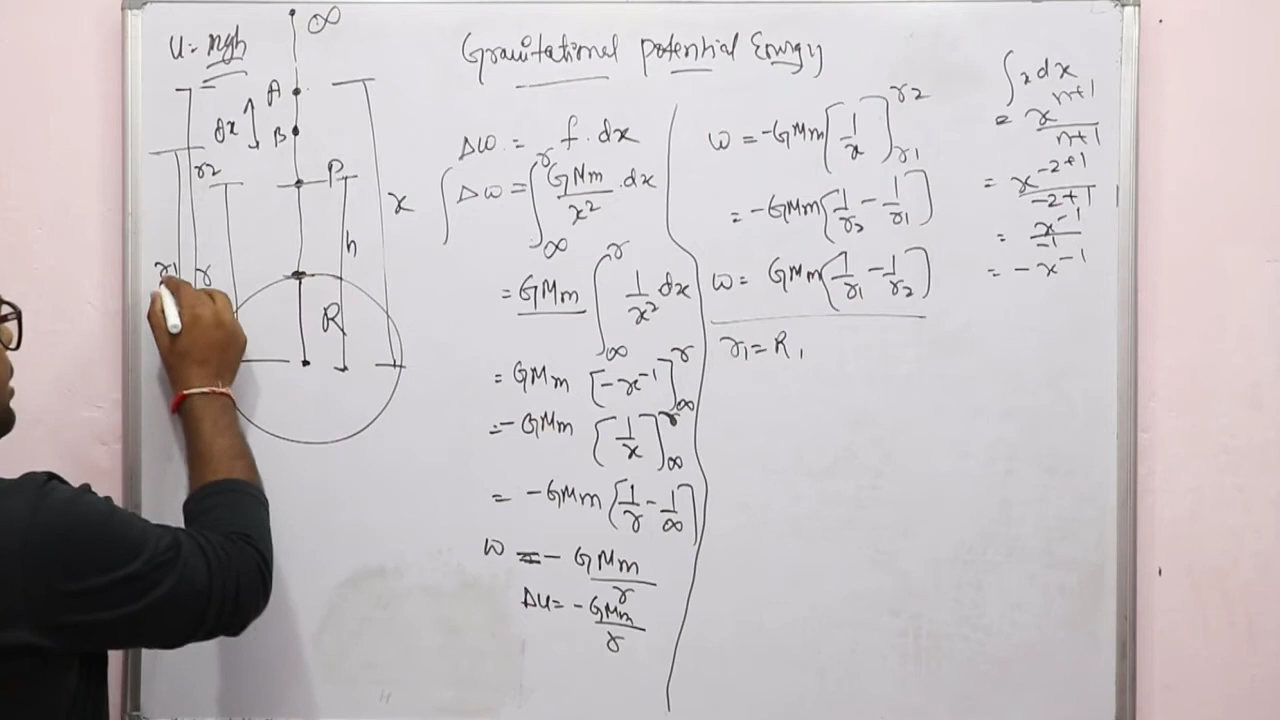 Gravitational Potential Energy
U = mgh
∞
A
δx
B
r2
P
x
h
r1
r
R
ΔW = f . dx
∫ ΔW = ∫_∞^r GMm/x² . dx
= GMm ∫_∞^r 1/x² dx
= GMm [-x⁻¹]_∞^r
= -GMm [1/x]_∞^r
= -GMm [1/r - 1/∞]
W = - GMm/r
ΔU = - GMm/r
W = -GMm [1/x]_r1^r2
= -GMm [1/r2 - 1/r1]
W = GMm [1/r1 - 1/r2]
r1 = R,
∫ x dx
= x^(n+1)/(n+1)
= x^(-2+1)/(-2+1)
= x⁻¹/-1
= -x⁻¹